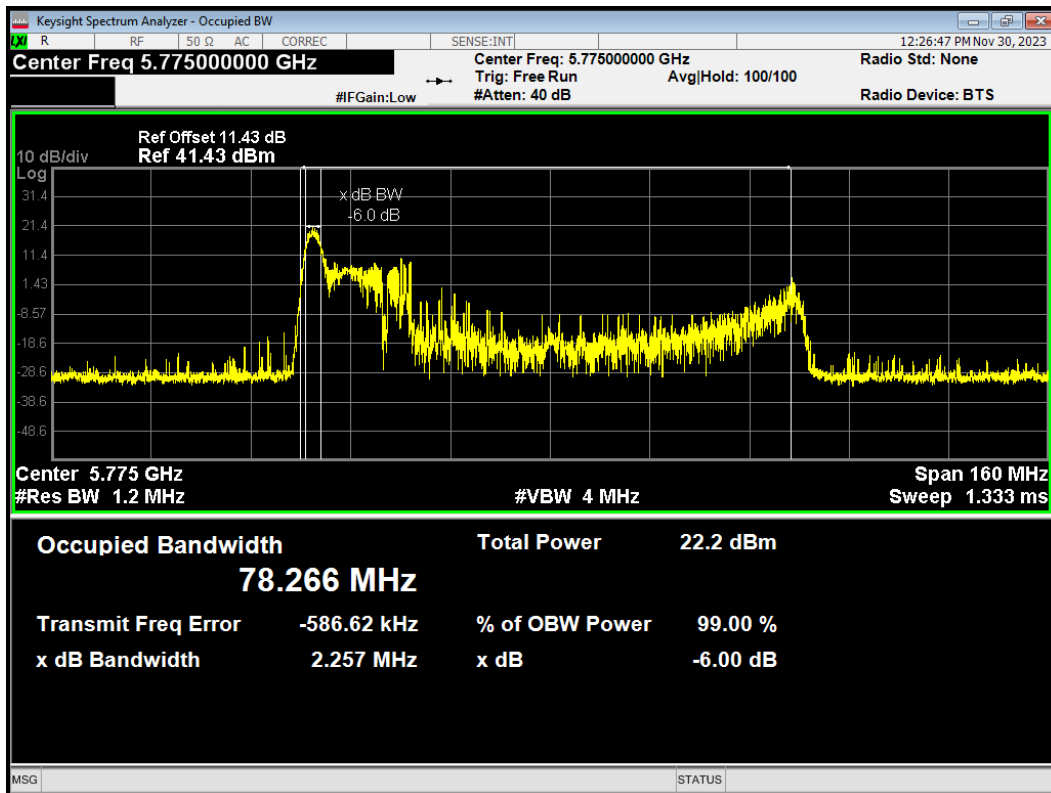 Keysight Spectrum Analyzer - Occupied BW
LXI R RF 50 Ω AC CORREC SENSE:INT 12:26:47 PM Nov 30, 2023
Center Freq 5.775000000 GHz Center Freq: 5.775000000 GHz Radio Std: None
Trig: Free Run Avg|Hold: 100/100
#IFGain:Low #Atten: 40 dB Radio Device: BTS
Ref Offset 11.43 dB
10 dB/div Ref 41.43 dBm
Log
31.4
x dB BW
-6.0 dB
21.4
11.4
1.43
-8.57
-18.6
-28.6
-38.6
-48.6
Center 5.775 GHz Span 160 MHz
#Res BW 1.2 MHz #VBW 4 MHz Sweep 1.333 ms
Occupied Bandwidth Total Power 22.2 dBm
78.266 MHz
Transmit Freq Error -586.62 kHz % of OBW Power 99.00 %
x dB Bandwidth 2.257 MHz x dB -6.00 dB
MSG STATUS